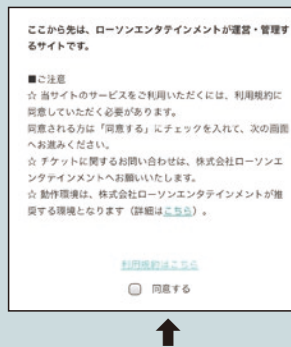 ここから先は、ローソンエンタテインメントが運営・管理す
るサイトです。
■ご注意
☆ 当サイトのサービスをご利用いただくには、利用規約に
同意していただく必要があります。
同意される方は「同意する」にチェックを入れて、次の画面
へお進みください。
☆ チケットに関するお問い合わせは、株式会社ローソンエ
ンタテインメントへお願いいたします。
☆ 動作環境は、株式会社ローソンエンタテインメントが推
奨する環境となります（詳細はこちら）。
利用規約はこちら
同意する